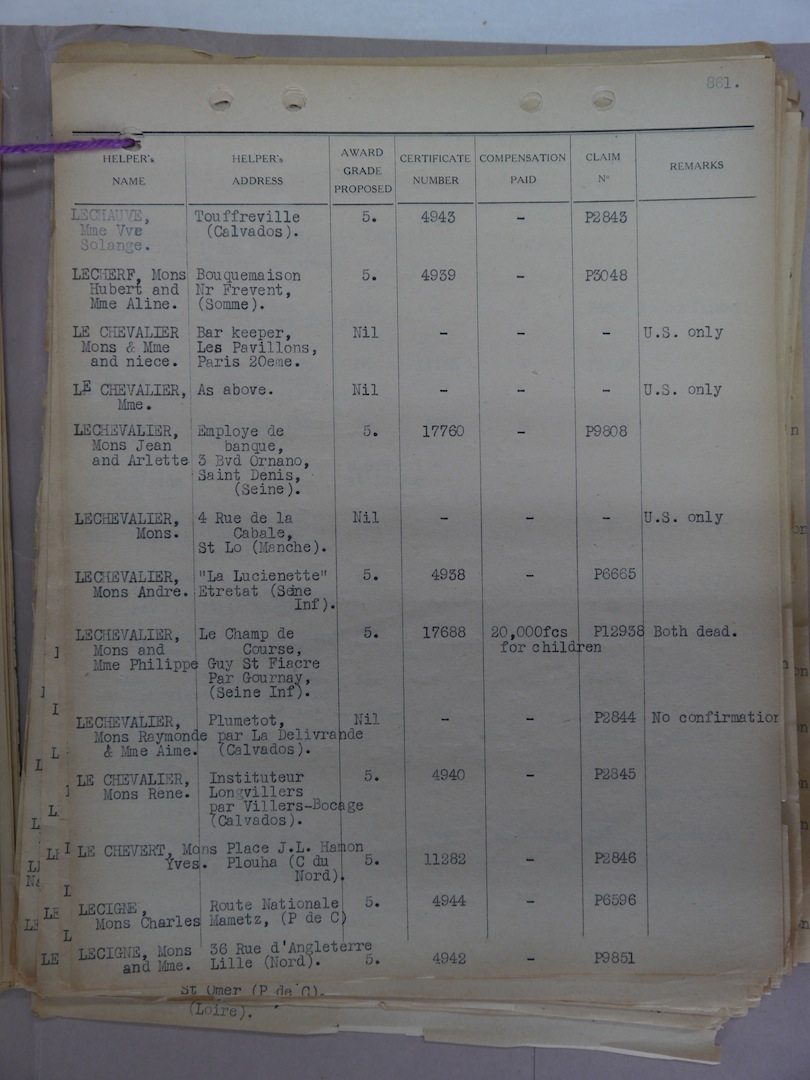 861.
HELPER's NAME HELPER's ADDRESS AWARD GRADE PROPOSED CERTIFICATE NUMBER COMPENSATION PAID CLAIM No REMARKS
LECHAUVE, Touffreville 5. 4943 - P2843
Mme Vve (Calvados).
Solange.
LECHERF, Mons Bouquemaison 5. 4939 - P3048
Hubert and Nr Frevent,
Mme Aline. (Somme).
LE CHEVALIER Bar keeper, Nil - - - U.S. only
Mons & Mme Les Pavillons,
and niece. Paris 20eme.
LE CHEVALIER, As above. Nil - - - U.S. only
Mme.
LECHEVALIER, Employe de 5. 17760 - P9808
Mons Jean banque,
and Arlette 3 Bvd Ornano,
Saint Denis,
(Seine).
LECHEVALIER, 4 Rue de la Nil - - - U.S. only
Mons. Cabale,
St Lo (Manche).
LECHEVALIER, "La Lucienette" 5. 4938 - P6665
Mons Andre. Etretat (Seine
Inf).
LECHEVALIER, Le Champ de 5. 17688 20,000fcs P12938 Both dead.
Mons and Course, for children
Mme Philippe Guy St Fiacre
Par Gournay,
(Seine Inf).
LECHEVALIER, Plumetot, Nil - - P2844 No confirmation
Mons Raymonde par La Delivrande
& Mme Aime. (Calvados).
LE CHEVALIER, Instituteur 5. 4940 - P2845
Mons Rene. Longvillers
par Villers-Bocage
(Calvados).
LE CHEVERT, Mons Place J.L. Hamon
Yves. Plouha (C du 5. 11282 - P2846
Nord).
LECIGNE, Route Nationale 5. 4944 - P6596
Mons Charles Mametz, (P de C)
LECIGNE, Mons 36 Rue d'Angleterre
and Mme. Lille (Nord). 5. 4942 - P9851
St Omer (P de C).
(Loire).